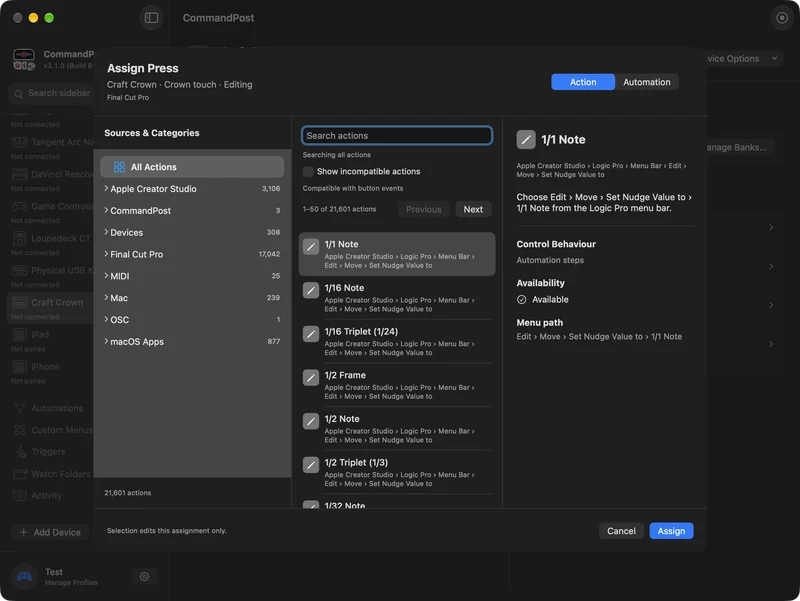 CommandPost
CommandP
v3.1.0 (Build 8
Search sidebar
Not connected
Tangent Arc Na
Not connected
DaVinci Resolve
Not connected
Game Controlle
Not connected
Loupedeck CT
Not connected
Physical USB K
Not connected
Craft Crown
Not connected
iPad
Not paired
iPhone
Not paired
Automations
Custom Menus
Triggers
Watch Folders
Activity
Add Device
Test
Manage Profiles
vice Options
anage Banks...
Assign Press
Craft Crown · Crown touch · Editing
Final Cut Pro
Action
Automation
Sources & Categories
All Actions
Apple Creator Studio 3,106
CommandPost 3
Devices 308
Final Cut Pro 17,042
MIDI 25
Mac 239
OSC 1
macOS Apps 877
21,601 actions
Search actions
Searching all actions
Show incompatible actions
Compatible with button events
1–50 of 21,601 actions
Previous
Next
1/1 Note
Apple Creator Studio › Logic Pro › Menu Bar ›
Edit › Move › Set Nudge Value to
1/16 Note
Apple Creator Studio › Logic Pro › Menu Bar ›
Edit › Move › Set Nudge Value to
1/16 Triplet (1/24)
Apple Creator Studio › Logic Pro › Menu Bar ›
Edit › Move › Set Nudge Value to
1/2 Frame
Apple Creator Studio › Logic Pro › Menu Bar ›
Edit › Move › Set Nudge Value to
1/2 Note
Apple Creator Studio › Logic Pro › Menu Bar ›
Edit › Move › Set Nudge Value to
1/2 Triplet (1/3)
Apple Creator Studio › Logic Pro › Menu Bar ›
Edit › Move › Set Nudge Value to
1/32 Note
1/1 Note
Apple Creator Studio › Logic Pro › Menu Bar › Edit ›
Move › Set Nudge Value to
Choose Edit › Move › Set Nudge Value to ›
1/1 Note from the Logic Pro menu bar.
Control Behaviour
Automation steps
Availability
Available
Menu path
Edit › Move › Set Nudge Value to › 1/1 Note
Selection edits this assignment only.
Cancel
Assign